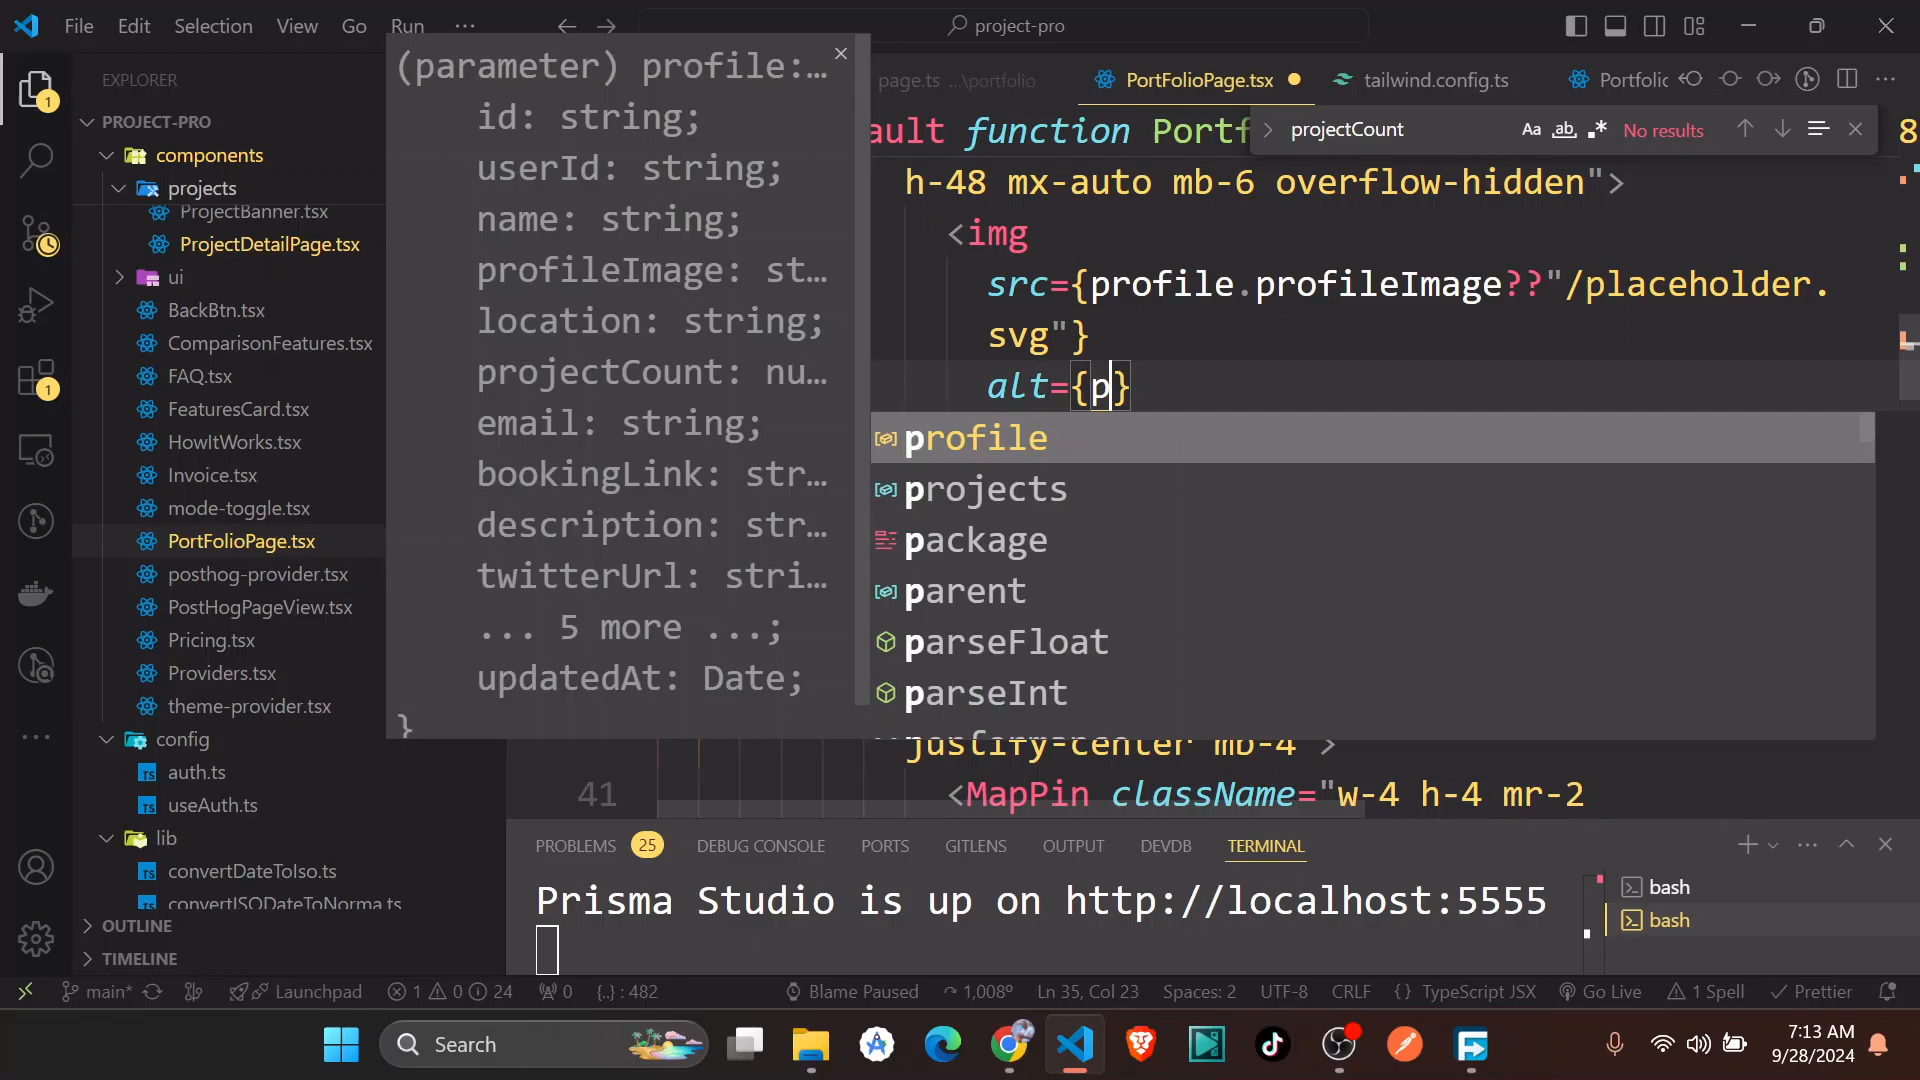 File Edit Selection View Go Run ...
project-pro
EXPLORER
PROJECT-PRO
components
projects
ProjectBanner.tsx
ProjectDetailPage.tsx
ui
BackBtn.tsx
ComparisonFeatures.tsx
FAQ.tsx
FeaturesCard.tsx
HowItWorks.tsx
Invoice.tsx
mode-toggle.tsx
PortFolioPage.tsx
posthog-provider.tsx
PostHogPageView.tsx
Pricing.tsx
Providers.tsx
theme-provider.tsx
config
auth.ts
useAuth.ts
lib
convertDateToIso.ts
convertISODateToNorma.ts
OUTLINE
TIMELINE
1
1
(parameter) profile:...
id: string;
userId: string;
name: string;
profileImage: st...
location: string;
projectCount: nu...
email: string;
bookingLink: str...
description: str...
twitterUrl: stri...
... 5 more ...;
updatedAt: Date;
}
page.ts ...\portfolio PortFolioPage.tsx tailwind.config.ts Portfolic
projectCount Aa ab .* No results
ault function Portf 8
h-48 mx-auto mb-6 overflow-hidden">
<img
src={profile.profileImage??"/placeholder.
svg"}
alt={p}
profile
projects
package
parent
parseFloat
parseInt
justify-center mb-4">
41 <MapPin className="w-4 h-4 mr-2
PROBLEMS 25 DEBUG CONSOLE PORTS GITLENS OUTPUT DEVDB TERMINAL
Prisma Studio is up on http://localhost:5555
bash
bash
main* Launchpad 1 0 24 0 {..} : 482 Blame Paused 1,008° Ln 35, Col 23 Spaces: 2 UTF-8 CRLF {} TypeScript JSX Go Live 1 Spell Prettier
Search
7:13 AM
9/28/2024